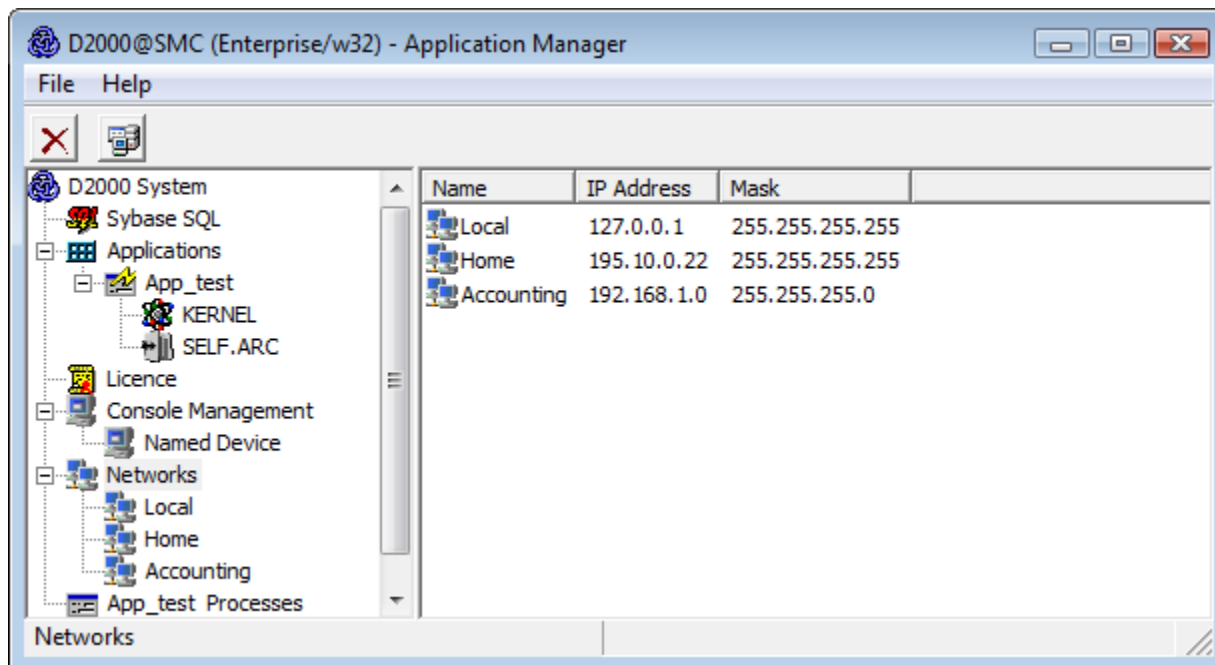 D2000@SMC (Enterprise/w32) - Application Manager
File Help
D2000 System
Sybase SQL
Applications
App_test
KERNEL
SELF.ARC
Licence
Console Management
Named Device
Networks
Local
Home
Accounting
App_test Processes
Name IP Address Mask
Local 127.0.0.1 255.255.255.255
Home 195.10.0.22 255.255.255.255
Accounting 192.168.1.0 255.255.255.0
Networks